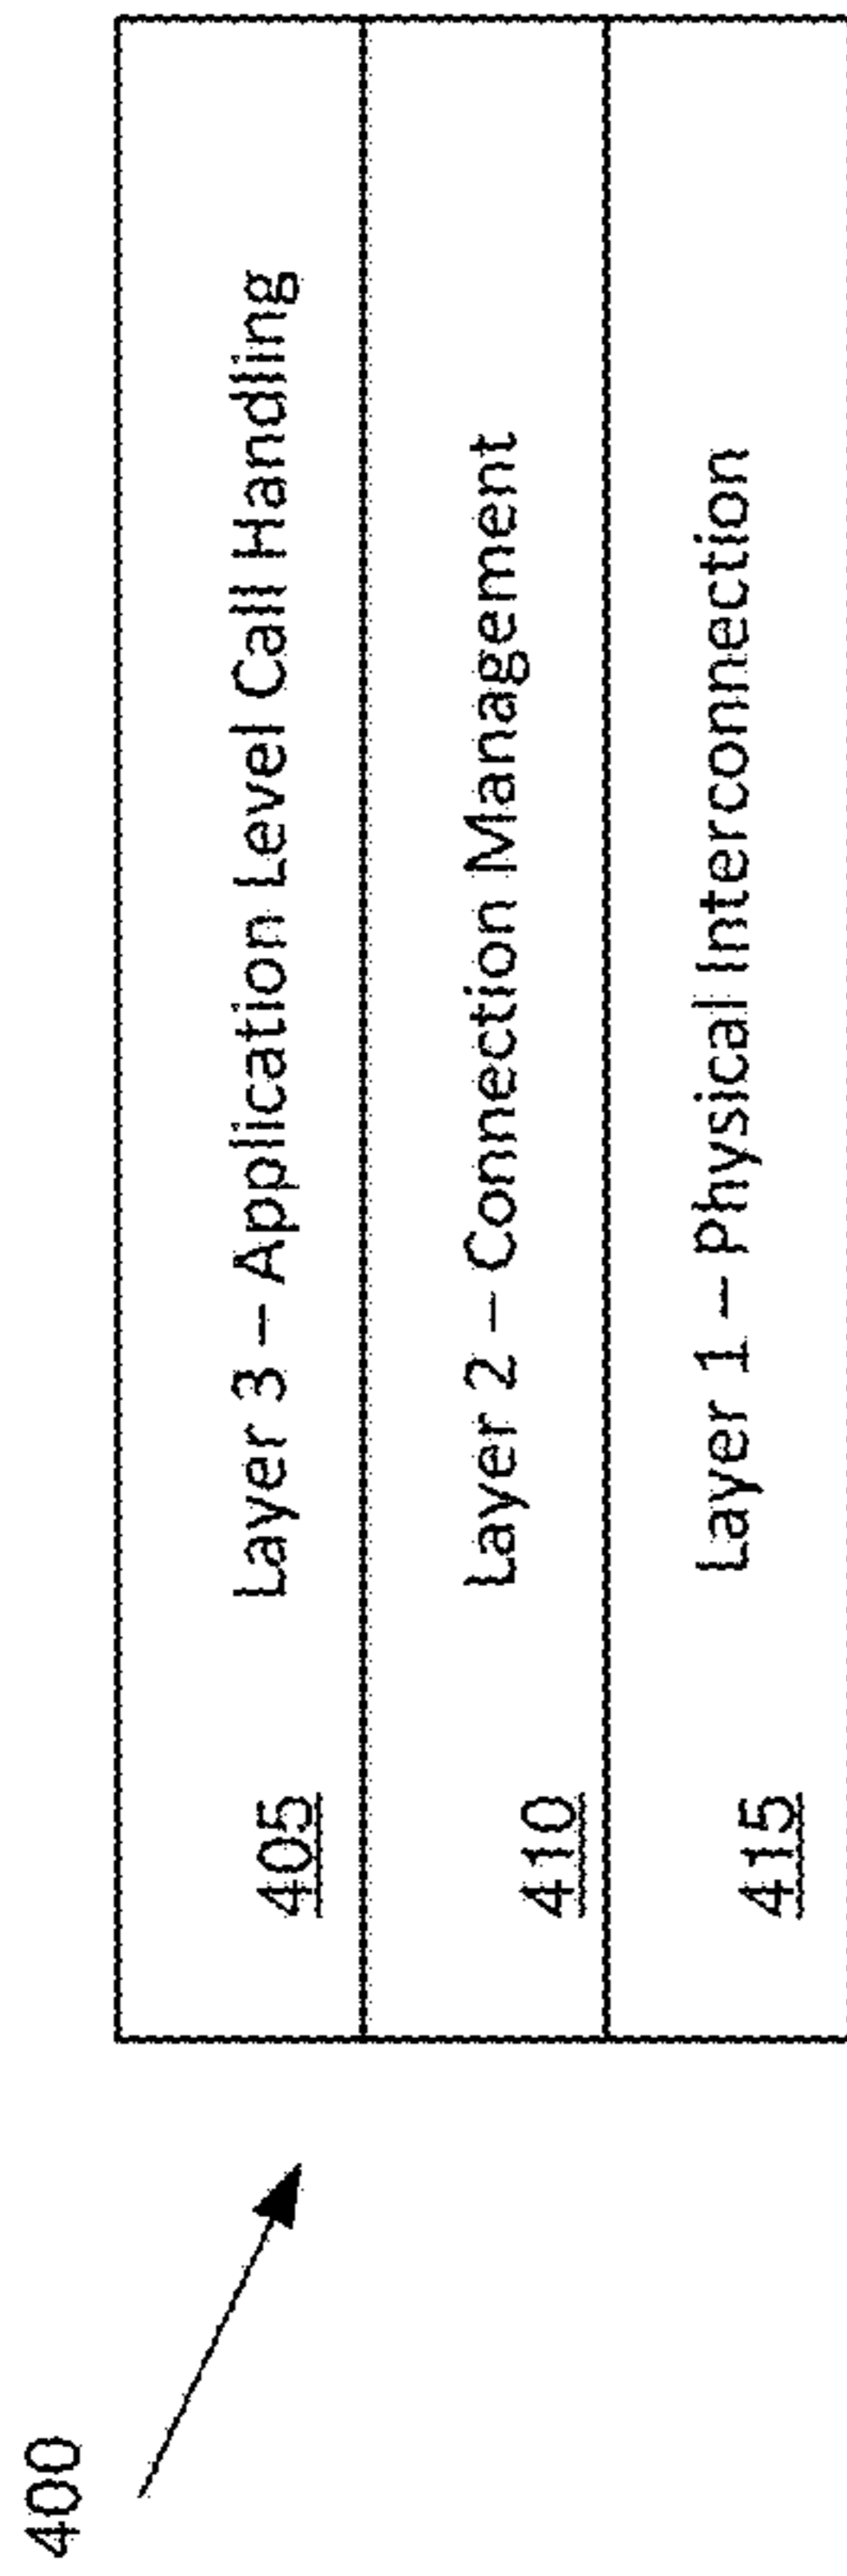 400
Layer 3 – Application Level Call Handling
405
Layer 2 – Connection Management
410
Layer 1 – Physical Interconnection
415